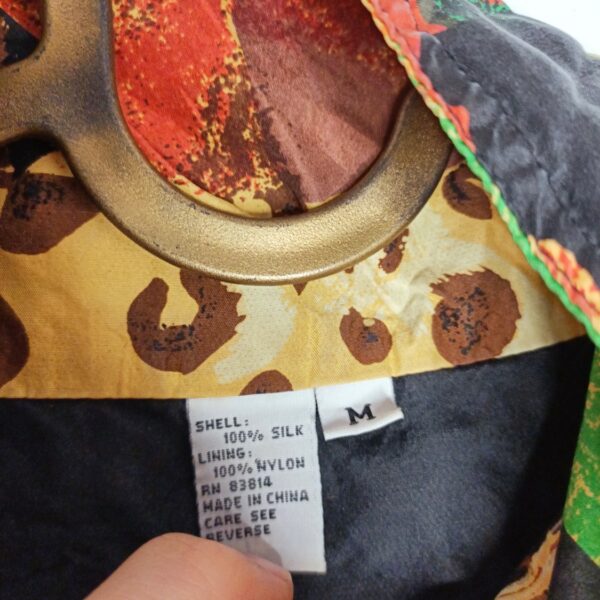 SHELL:
100% SILK
LINING:
100% NYLON
RN 83814
MADE IN CHINA
CARE SEE
REVERSE
M